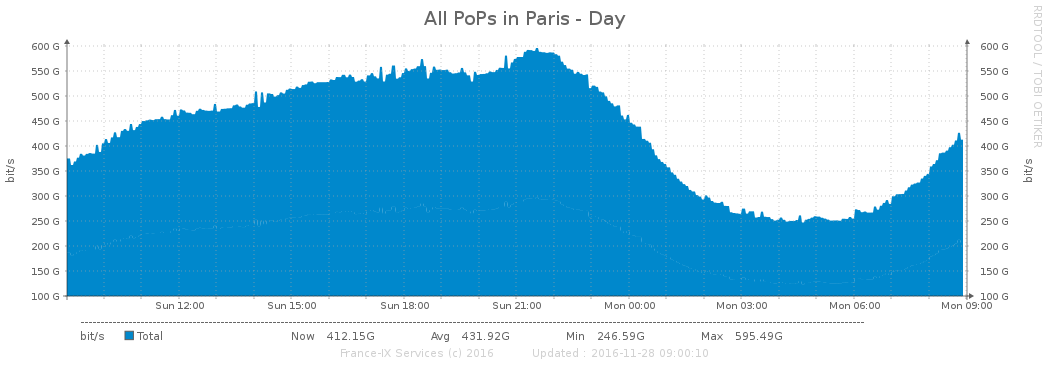 All PoPs in Paris - Day
RRDTOOL / TOBI OETIKER
600 G 600 G
550 G 550 G
500 G 500 G
450 G 450 G
400 G 400 G
350 G 350 G
300 G 300 G
250 G 250 G
200 G 200 G
150 G 150 G
100 G 100 G
bit/s bit/s
Sun 12:00 Sun 15:00 Sun 18:00 Sun 21:00 Mon 00:00 Mon 03:00 Mon 06:00 Mon 09:00
bit/s Total Now 412.15G Avg 431.92G Min 246.59G Max 595.49G
France-IX Services (c) 2016 Updated : 2016-11-28 09:00:10